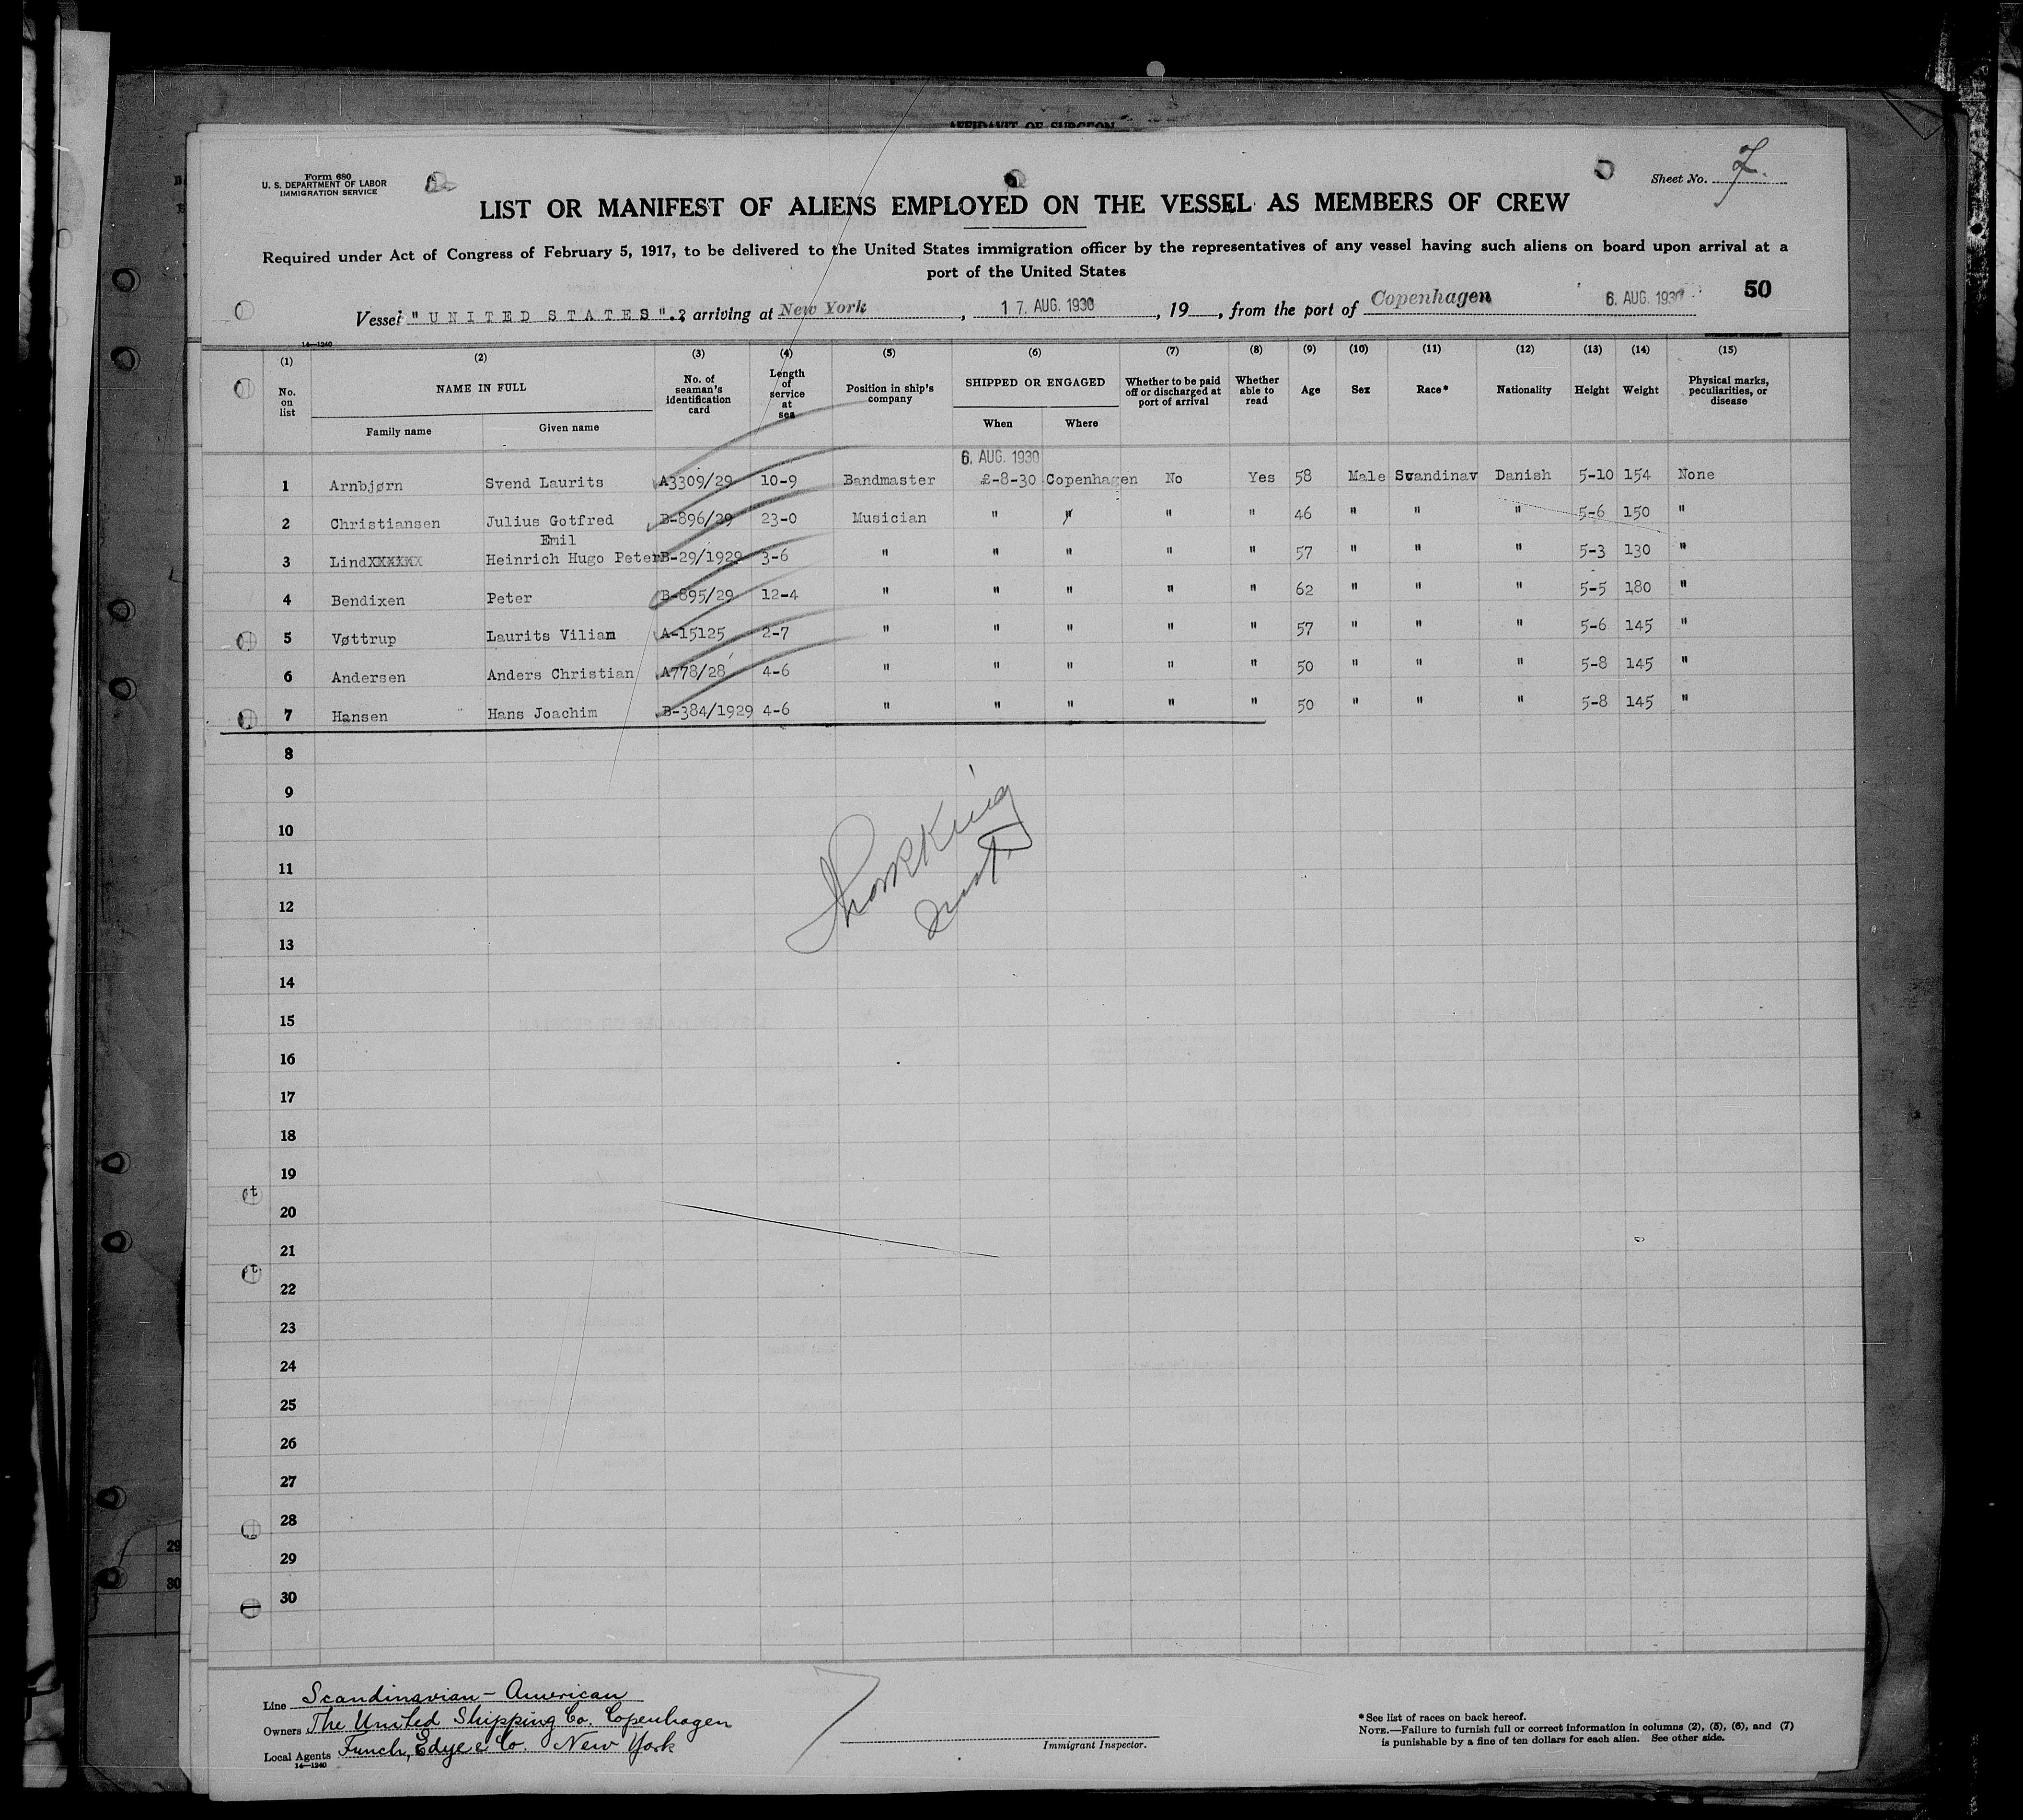 AFFIDAVIT OF SURGEON
Form 680
U. S. DEPARTMENT OF LABOR
IMMIGRATION SERVICE
Sheet No. 7.
LIST OR MANIFEST OF ALIENS EMPLOYED ON THE VESSEL AS MEMBERS OF CREW
Required under Act of Congress of February 5, 1917, to be delivered to the United States immigration officer by the representatives of any vessel having such aliens on board upon arrival at a
port of the United States
50
Vessel "UNITED STATES", arriving at New York, 17. AUG. 1930, 19__, from the port of Copenhagen 6. AUG. 1930
14—1240
(1) (2) (3) (4) (5) (6) (7) (8) (9) (10) (11) (12) (13) (14) (15)
No. on list NAME IN FULL No. of seaman's identification card Length of service at sea Position in ship's company SHIPPED OR ENGAGED Whether to be paid off or discharged at port of arrival Whether able to read Age Sex Race* Nationality Height Weight Physical marks, peculiarities, or disease
Family name Given name When Where
6. AUG. 1930
1 Arnbjørn Svend Laurits A3309/29 10-9 Bandmaster -8-30 Copenhagen No Yes 58 Male Scandinav Danish 5-10 154 None
2 Christiansen Julius Gotfred B-896/29 23-0 Musician " " " " 46 " " " 5-6 150 "
Emil
3 LindXXXXXX Heinrich Hugo Peter B-29/1929 3-6 " " " " " 57 " " " 5-3 130 "
4 Bendixen Peter B-895/29 12-4 " " " " " 62 " " " 5-5 180 "
5 Vøttrup Laurits Viliam A-15125 2-7 " " " " " 57 " " " 5-6 145 "
6 Andersen Anders Christian A778/28 4-6 " " " " " 50 " " " 5-8 145 "
7 Hansen Hans Joachim B-384/1929 4-6 " " " " " 50 " " " 5-8 145 "
8
9
10
11
12
13
14
15
16
17
18
19
20
21
22
23
24
25
26
27
28
29
30
29
30
Line Scandinavian - American
Owners The United Shipping Co. Copenhagen
Local Agents Funch, Edye & Co. New York
14—1240
Immigrant Inspector.
*See list of races on back hereof.
NOTE.—Failure to furnish full or correct information in columns (2), (5), (6), and (7)
is punishable by a fine of ten dollars for each alien. See other side.